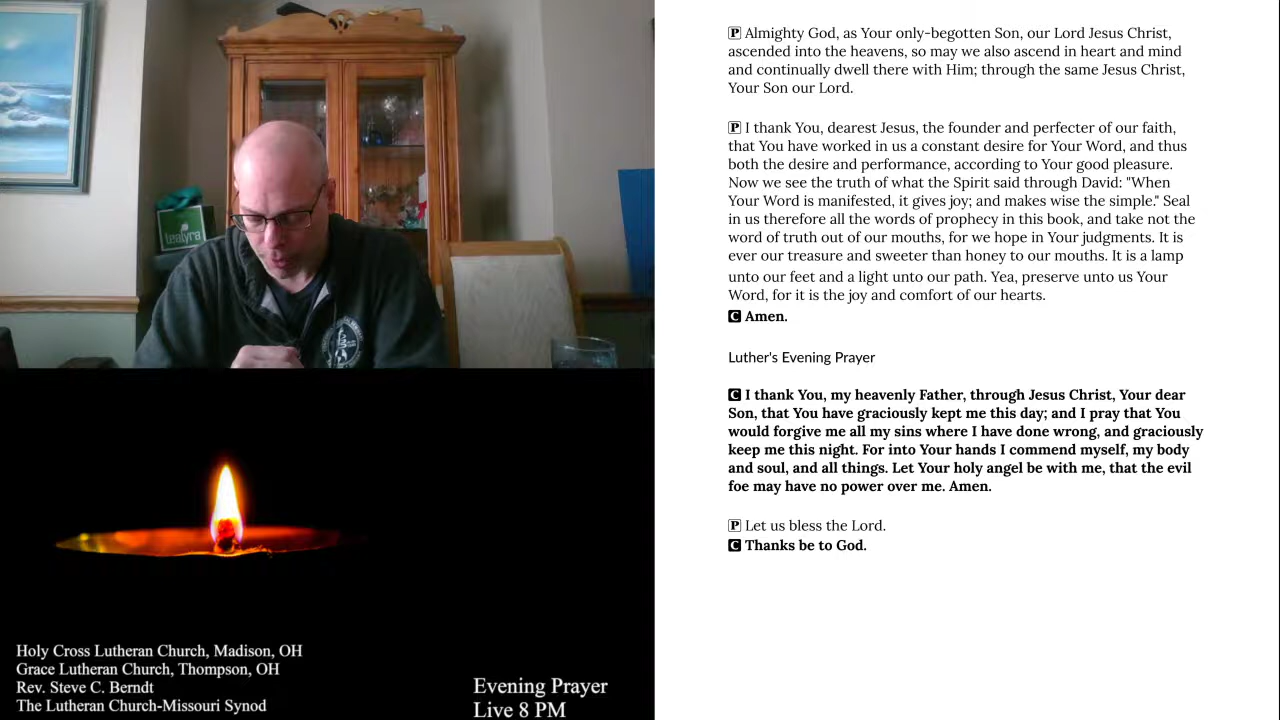 tealyra
Holy Cross Lutheran Church, Madison, OH
Grace Lutheran Church, Thompson, OH
Rev. Steve C. Berndt
The Lutheran Church-Missouri Synod
Evening Prayer
Live 8 PM
P Almighty God, as Your only-begotten Son, our Lord Jesus Christ,
ascended into the heavens, so may we also ascend in heart and mind
and continually dwell there with Him; through the same Jesus Christ,
Your Son our Lord.
P I thank You, dearest Jesus, the founder and perfecter of our faith,
that You have worked in us a constant desire for Your Word, and thus
both the desire and performance, according to Your good pleasure.
Now we see the truth of what the Spirit said through David: "When
Your Word is manifested, it gives joy; and makes wise the simple." Seal
in us therefore all the words of prophecy in this book, and take not the
word of truth out of our mouths, for we hope in Your judgments. It is
ever our treasure and sweeter than honey to our mouths. It is a lamp
unto our feet and a light unto our path. Yea, preserve unto us Your
Word, for it is the joy and comfort of our hearts.
C Amen.
Luther's Evening Prayer
C I thank You, my heavenly Father, through Jesus Christ, Your dear
Son, that You have graciously kept me this day; and I pray that You
would forgive me all my sins where I have done wrong, and graciously
keep me this night. For into Your hands I commend myself, my body
and soul, and all things. Let Your holy angel be with me, that the evil
foe may have no power over me. Amen.
P Let us bless the Lord.
C Thanks be to God.